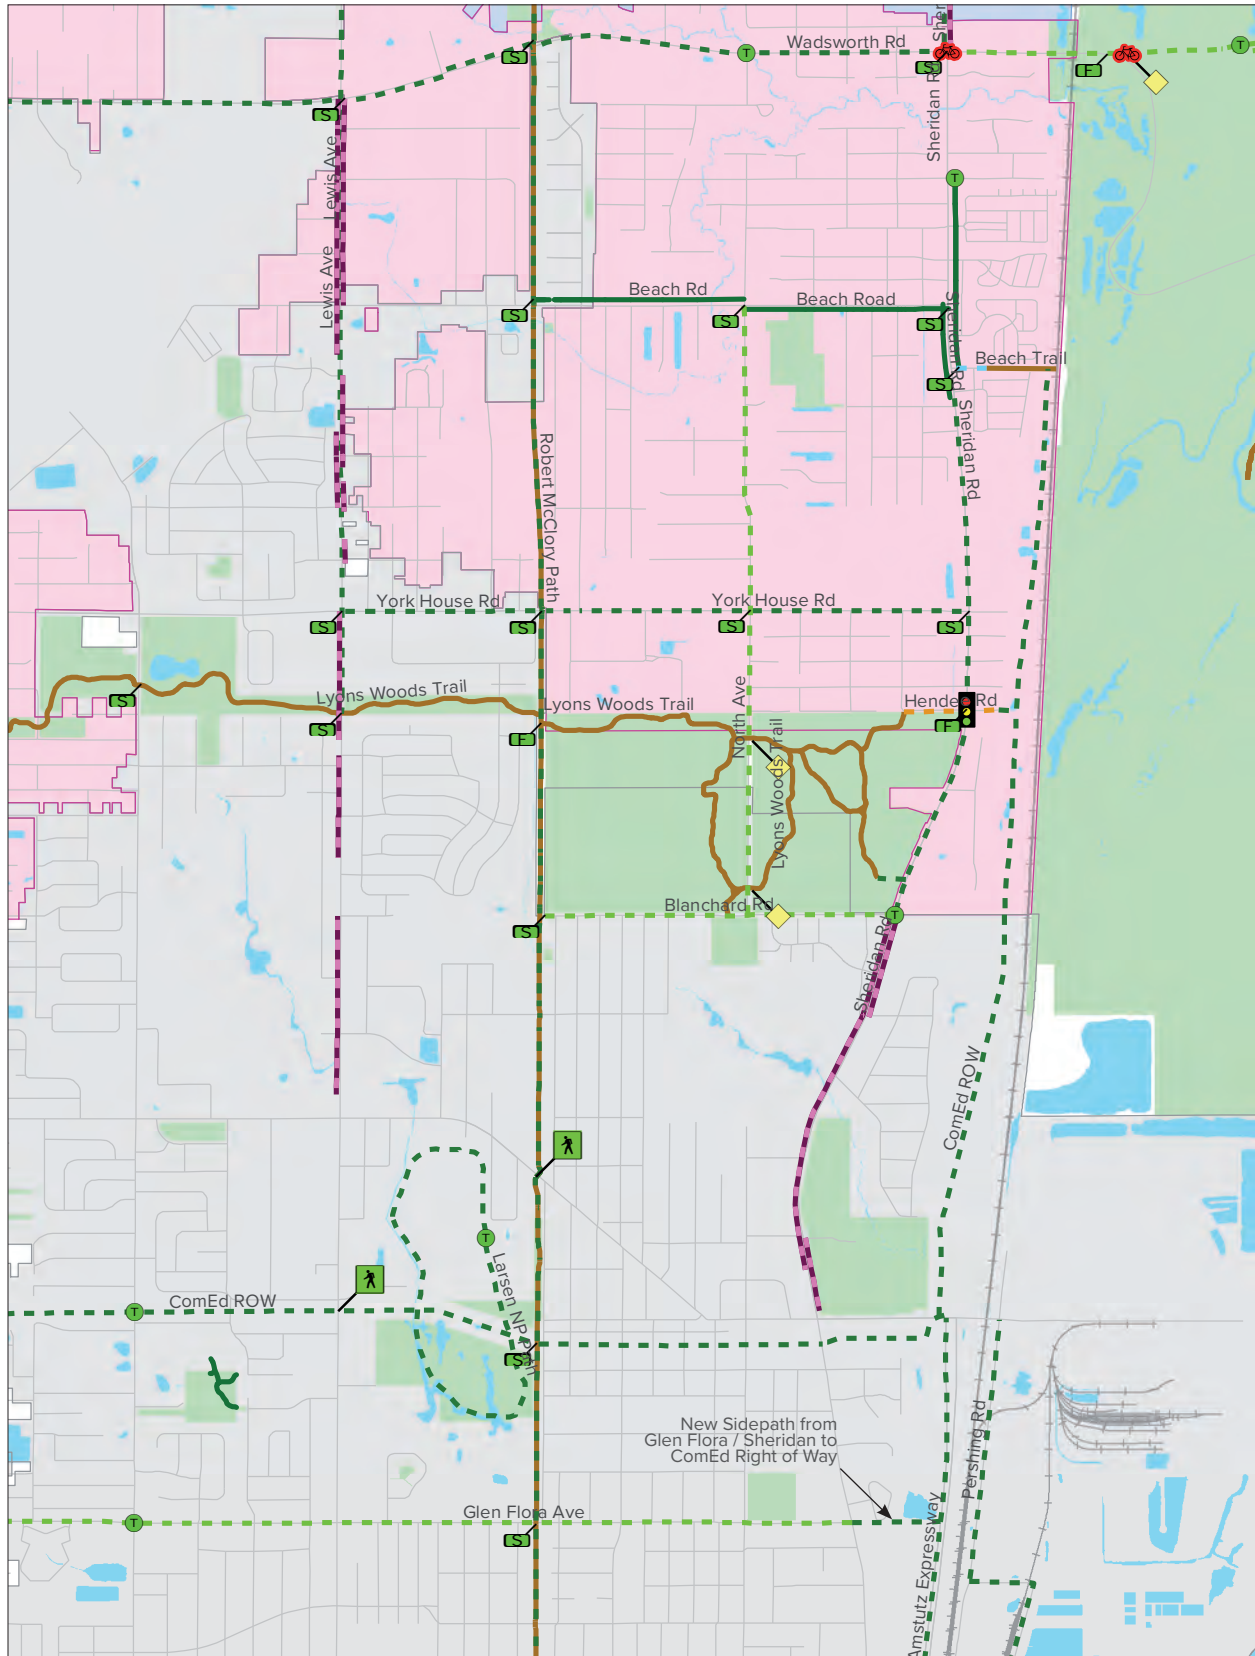 Sher
Wadsworth Rd
S
T
S
F
T
Sheridan R
S
Lewis Ave
Lewis Ave
T
Beach Rd
Beach Road
S
S
S
Sheridan Rd
Beach Trail
S
Sheridan Rd
Robert McClory Path
York House Rd
York House Rd
S
S
S
S
Lyons Woods Trail
Lyons Woods Trail
North Ave
Rd
S
S
F
F
Lyons Woods Trail
Blanchard Rd
S
T
Sheridan Rd
ComEd ROW
T
Larsen NP Path
ComEd ROW
T
S
New Sidepath from
Glen Flora / Sheridan to
ComEd Right of Way
Pershing Rd
Glen Flora Ave
T
S
Amstutz Expressway